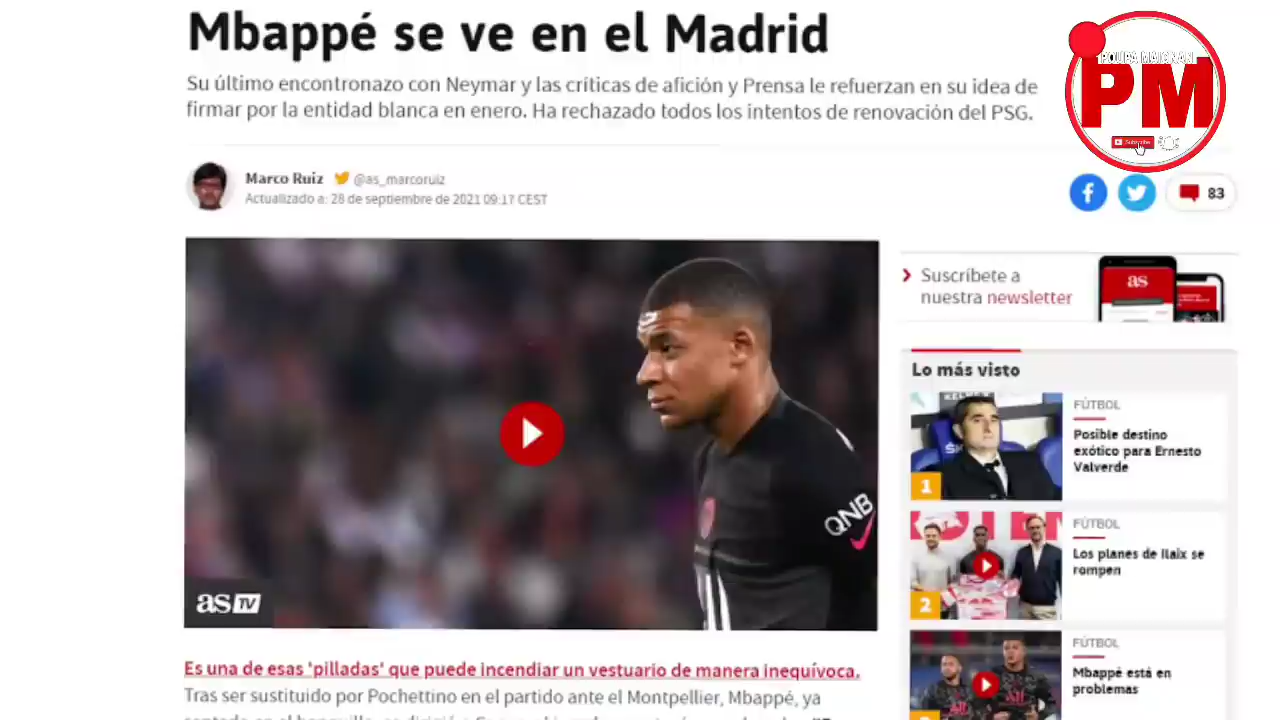 Mbappé se ve en el Madrid
Su último encontronazo con Neymar y las críticas de afición y Prensa le refuerzan en su idea de
firmar por la entidad blanca en enero. Ha rechazado todos los intentos de renovación del PSG.
PM
Subscribe
Marco Ruiz @as_marcoruiz
Actualizado a: 28 de septiembre de 2021 09:17 CEST
83
QNB
as TV
Es una de esas 'pilladas' que puede incendiar un vestuario de manera inequívoca.
Tras ser sustituido por Pochettino en el partido ante el Montpellier, Mbappé, ya
Suscríbete a
nuestra newsletter
as
Lo más visto
FÚTBOL
Posible destino
exótico para Ernesto
Valverde
1
FÚTBOL
Los planes de Ilaix se
rompen
2
FÚTBOL
Mbappé está en
problemas